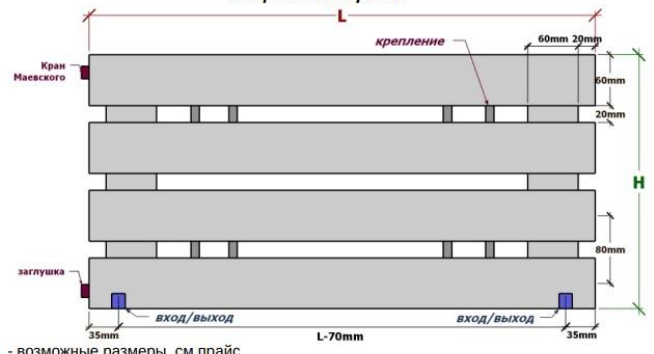 L
60mm 20mm
крепление
Кран
Маевского
60mm
20mm
H
80mm
заглушка
вход/выход
вход/выход
35mm
L-70mm
35mm
- возможные размеры см прайс